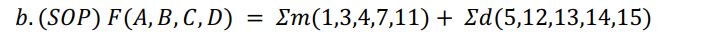 b. (SOP) F(A, B, C, D) = Σm(1,3,4,7,11) + Σd(5,12,13,14,15)